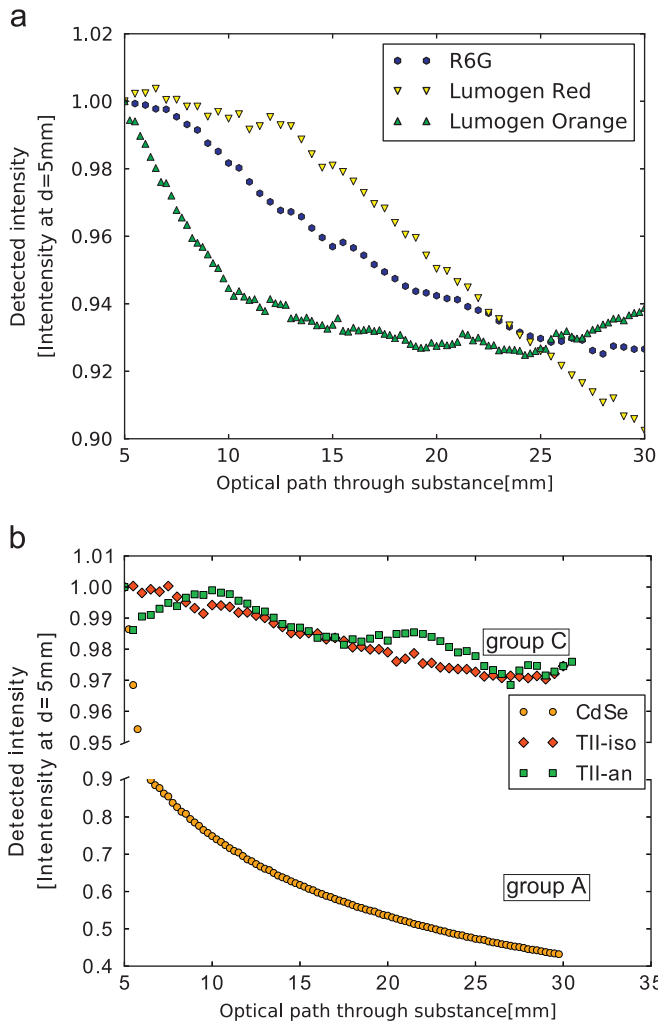 a
1.02
1.00
0.98
0.96
0.94
0.92
0.90
Detected intensity
[Intentensity at d=5mm]
R6G
Lumogen Red
Lumogen Orange
5 10 15 20 25 30
Optical path through substance[mm]
b
1.01
1.00
0.99
0.98
0.97
0.96
0.95
0.9
0.8
0.7
0.6
0.5
0.4
Detected intensity
[Intentensity at d=5mm]
group C
CdSe
TII-iso
TII-an
group A
5 10 15 20 25 30 35
Optical path through substance[mm]